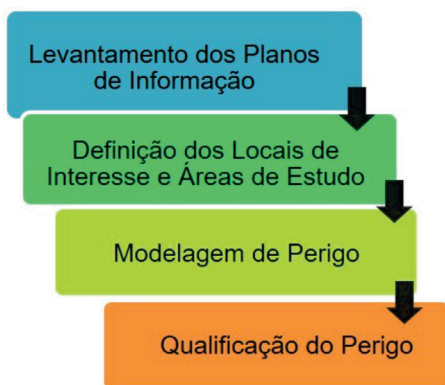 Levantamento dos Planos
de Informação
Definição dos Locais de
Interesse e Áreas de Estudo
Modelagem de Perigo
Qualificação do Perigo